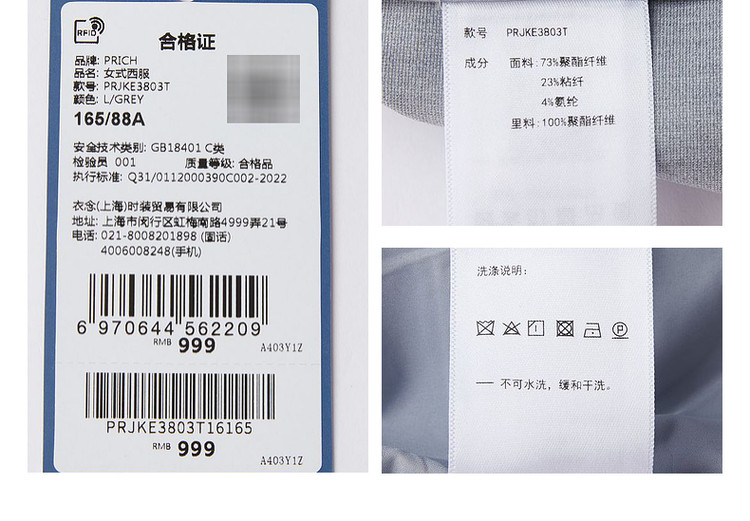 RFID
合格证
品牌: PRICH
品名: 女式西服
款号: PRJKE3803T
颜色: L/GREY
165/88A
安全技术类别: GB18401 C类
检验员 001 质量等级: 合格品
执行标准: Q31/0112000390C002-2022
衣念(上海)时装贸易有限公司
地址: 上海市闵行区虹梅南路4999弄21号
电话: 021-8008201898 (固话)
4006008248(手机)
6 970644 562209
RMB 999 A403Y1Z
PRJKE3803T16165
RMB 999
A403Y1Z
款号 PRJKE3803T
成分 面料:73%聚酯纤维
23%粘纤
4%氨纶
里料:100%聚酯纤维
洗涤说明:
P
—— 不可水洗，缓和干洗。